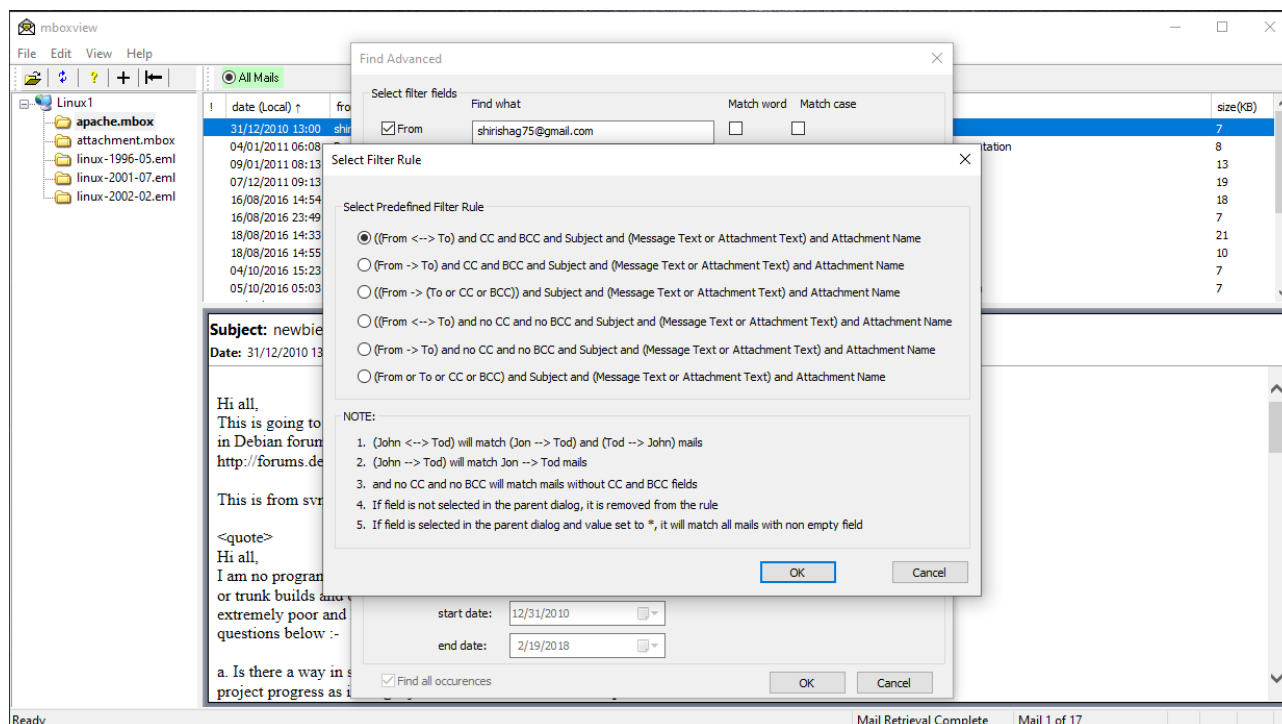 mboxview
File Edit View Help
All Mails
Linux1
apache.mbox
attachment.mbox
linux-1996-05.eml
linux-2001-07.eml
linux-2002-02.eml
! date (Local) ↑ fro size(KB)
31/12/2010 13:00 shi 7
04/01/2011 06:08 tation 8
09/01/2011 08:13 13
07/12/2011 09:13 19
16/08/2016 14:54 18
16/08/2016 23:49 7
18/08/2016 14:33 21
18/08/2016 14:55 10
04/10/2016 15:23 7
05/10/2016 05:03 7
Subject: newbie
Date: 31/12/2010 13
Hi all,
This is going to
in Debian forum
http://forums.de
This is from svn
<quote>
Hi all,
I am no program
or trunk builds and
extremely poor and
questions below :-
a. Is there a way in s
project progress as i
Find Advanced
Select filter fields
Find what Match word Match case
From shirishag75@gmail.com
Select Filter Rule
Select Predefined Filter Rule
((From <--> To) and CC and BCC and Subject and (Message Text or Attachment Text) and Attachment Name
(From -> To) and CC and BCC and Subject and (Message Text or Attachment Text) and Attachment Name
((From -> (To or CC or BCC)) and Subject and (Message Text or Attachment Text) and Attachment Name
((From <--> To) and no CC and no BCC and Subject and (Message Text or Attachment Text) and Attachment Name
(From -> To) and no CC and no BCC and Subject and (Message Text or Attachment Text) and Attachment Name
(From or To or CC or BCC) and Subject and (Message Text or Attachment Text) and Attachment Name
NOTE:
1. (John <--> Tod) will match (Jon --> Tod) and (Tod --> John) mails
2. (John --> Tod) will match Jon --> Tod mails
3. and no CC and no BCC will match mails without CC and BCC fields
4. If field is not selected in the parent dialog, it is removed from the rule
5. If field is selected in the parent dialog and value set to *, it will match all mails with non empty field
OK Cancel
start date: 12/31/2010
end date: 2/19/2018
Find all occurences
OK Cancel
Ready Mail Retrieval Complete Mail 1 of 17